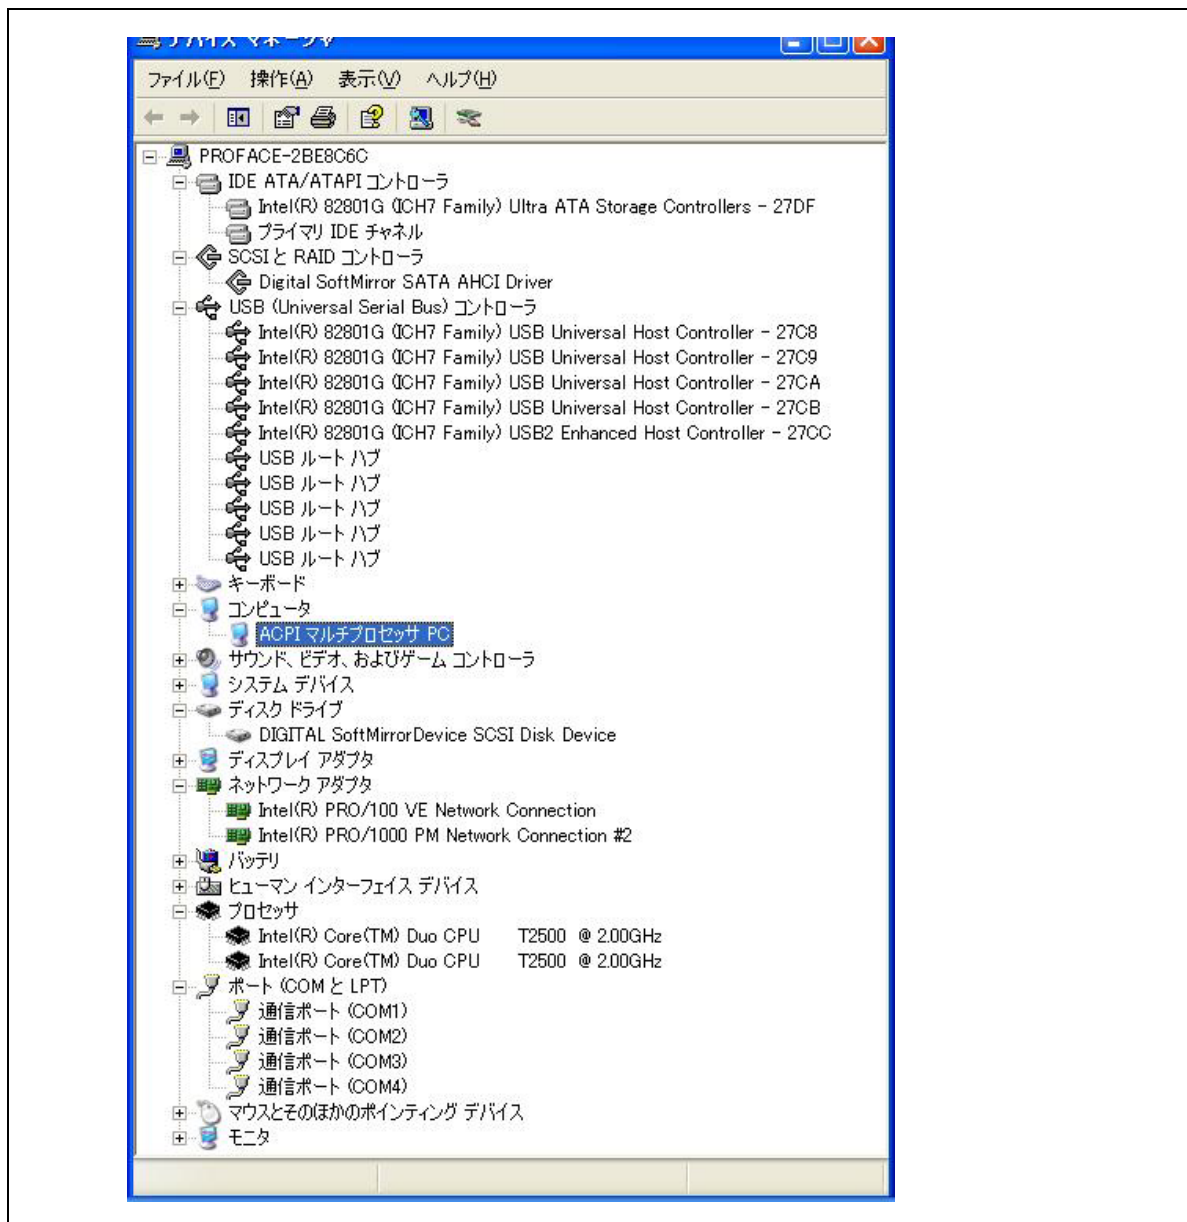 デバイス マネージャ
ファイル(F) 操作(A) 表示(V) ヘルプ(H)
PROFACE-2BE8C6C
IDE ATA/ATAPI コントローラ
Intel(R) 82801G (ICH7 Family) Ultra ATA Storage Controllers - 27DF
プライマリ IDE チャネル
SCSI と RAID コントローラ
Digital SoftMirror SATA AHCI Driver
USB (Universal Serial Bus) コントローラ
Intel(R) 82801G (ICH7 Family) USB Universal Host Controller - 27C8
Intel(R) 82801G (ICH7 Family) USB Universal Host Controller - 27C9
Intel(R) 82801G (ICH7 Family) USB Universal Host Controller - 27CA
Intel(R) 82801G (ICH7 Family) USB Universal Host Controller - 27CB
Intel(R) 82801G (ICH7 Family) USB2 Enhanced Host Controller - 27CC
USB ルート ハブ
USB ルート ハブ
USB ルート ハブ
USB ルート ハブ
USB ルート ハブ
キーボード
コンピュータ
ACPI マルチプロセッサ PC
サウンド、ビデオ、およびゲーム コントローラ
システム デバイス
ディスク ドライブ
DIGITAL SoftMirrorDevice SCSI Disk Device
ディスプレイ アダプタ
ネットワーク アダプタ
Intel(R) PRO/100 VE Network Connection
Intel(R) PRO/1000 PM Network Connection #2
バッテリ
ヒューマン インターフェイス デバイス
プロセッサ
Intel(R) Core(TM) Duo CPU T2500 @ 2.00GHz
Intel(R) Core(TM) Duo CPU T2500 @ 2.00GHz
ポート (COM と LPT)
通信ポート (COM1)
通信ポート (COM2)
通信ポート (COM3)
通信ポート (COM4)
マウスとそのほかのポインティング デバイス
モニタ